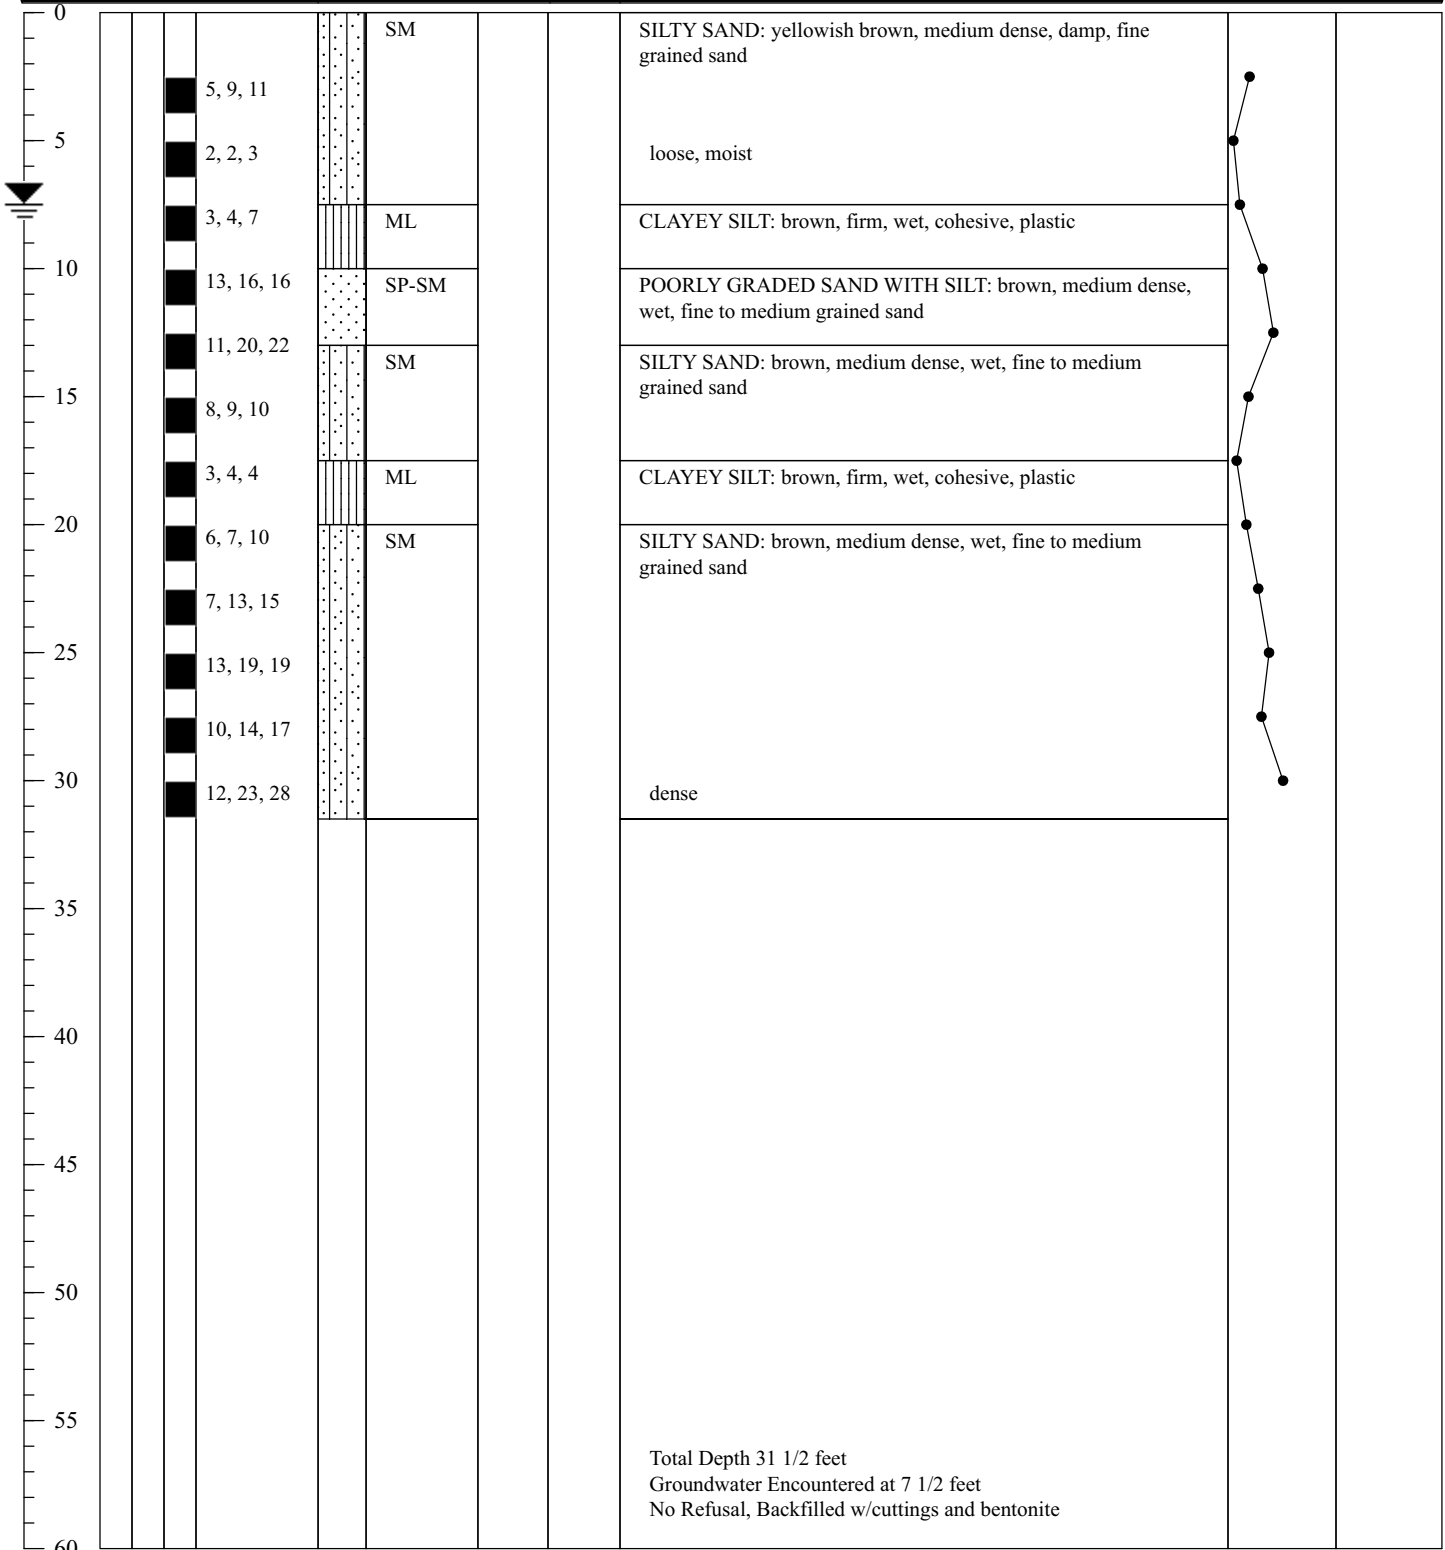 0
SM
SILTY SAND: yellowish brown, medium dense, damp, fine
grained sand
5, 9, 11
5
2, 2, 3
loose, moist
3, 4, 7
ML
CLAYEY SILT: brown, firm, wet, cohesive, plastic
10
13, 16, 16
SP-SM
POORLY GRADED SAND WITH SILT: brown, medium dense,
wet, fine to medium grained sand
11, 20, 22
SM
SILTY SAND: brown, medium dense, wet, fine to medium
grained sand
15
8, 9, 10
3, 4, 4
ML
CLAYEY SILT: brown, firm, wet, cohesive, plastic
20
6, 7, 10
SM
SILTY SAND: brown, medium dense, wet, fine to medium
grained sand
7, 13, 15
25
13, 19, 19
10, 14, 17
30
12, 23, 28
dense
35
40
45
50
55
Total Depth 31 1/2 feet
Groundwater Encountered at 7 1/2 feet
No Refusal, Backfilled w/cuttings and bentonite
60